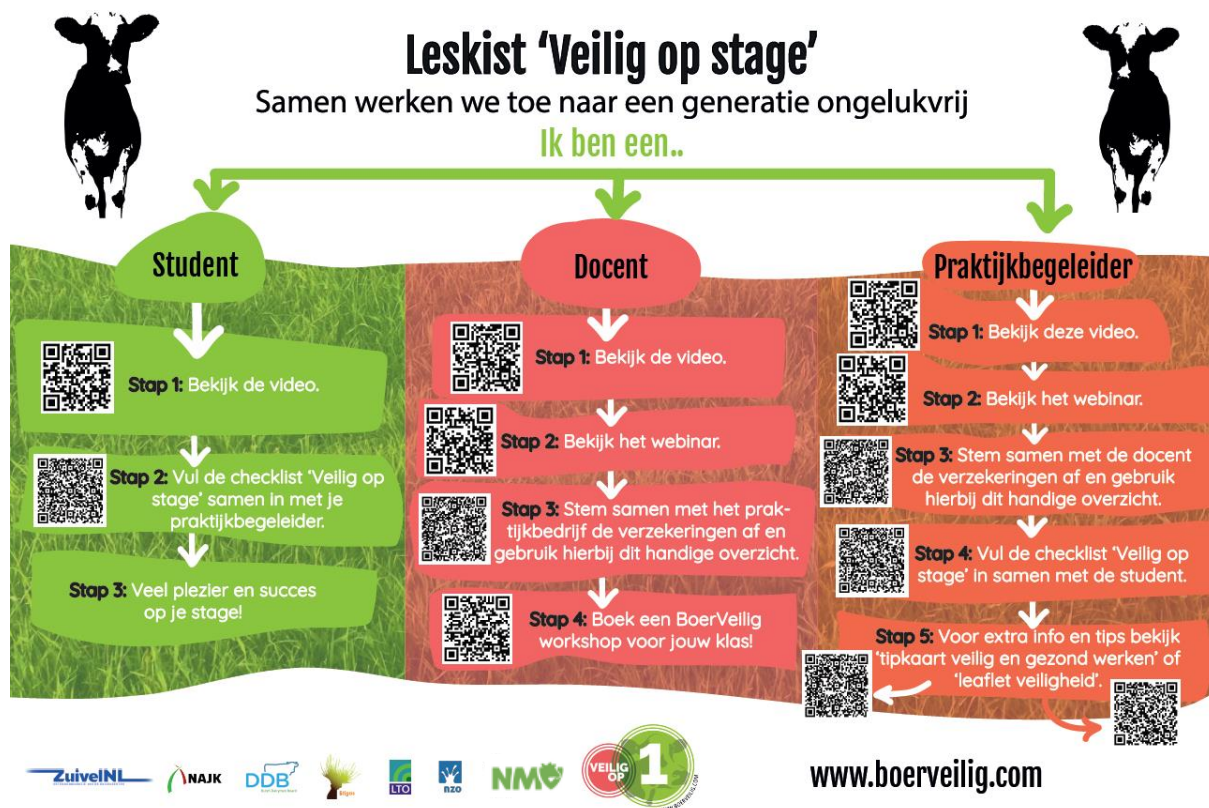 Leskist ‘Veilig op stage’
Samen werken we toe naar een generatie ongelukvrij
Ik ben een..
Student
Stap 1: Bekijk de video.
Stap 2: Vul de checklist ‘Veilig op
stage’ samen in met je
praktijkbegeleider.
Stap 3: Veel plezier en succes
op je stage!
Docent
Stap 1: Bekijk de video.
Stap 2: Bekijk het webinar.
Stap 3: Stem samen met het prak-
tijkbedrijf de verzekeringen af en
gebruik hierbij dit handige overzicht.
Stap 4: Boek een BoerVeilig
workshop voor jouw klas!
Praktijkbegeleider
Stap 1: Bekijk deze video.
Stap 2: Bekijk het webinar.
Stap 3: Stem samen met de docent
de verzekeringen af en gebruik
hierbij dit handige overzicht.
Stap 4: Vul de checklist ‘Veilig op
stage’ in samen met de student.
Stap 5: Voor extra info en tips bekijk
‘tipkaart veilig en gezond werken’ of
‘leaflet veiligheid’.
ZuivelNL
NAJK
DDB
LTO
nzo
NMV
VEILIG
OP
1
www.boerveilig.com